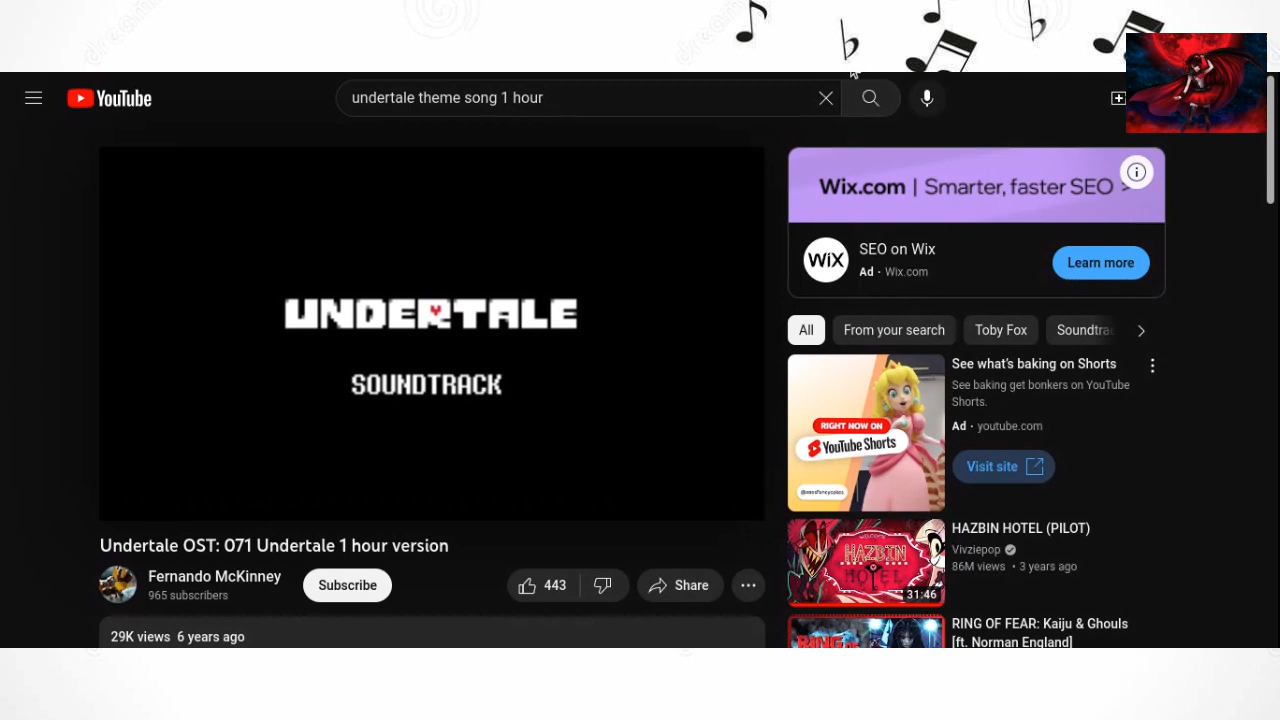 YouTube
undertale theme song 1 hour
UNDERTALE
SOUNDTRACK
Undertale OST: 071 Undertale 1 hour version
Fernando McKinney
965 subscribers
Subscribe
443
Share
29K views 6 years ago
Wix.com | Smarter, faster SEO >
WiX
SEO on Wix
Ad · Wix.com
Learn more
All
From your search
Toby Fox
See what's baking on Shorts
See baking get bonkers on YouTube
Shorts.
Ad · youtube.com
Visit site
RIGHT NOW ON
YouTube Shorts
HAZBIN HOTEL (PILOT)
Vivziepop
86M views • 3 years ago
HAZBIN
HOTEL
31:46
RING OF FEAR: Kaiju & Ghouls
[ft. Norman England]